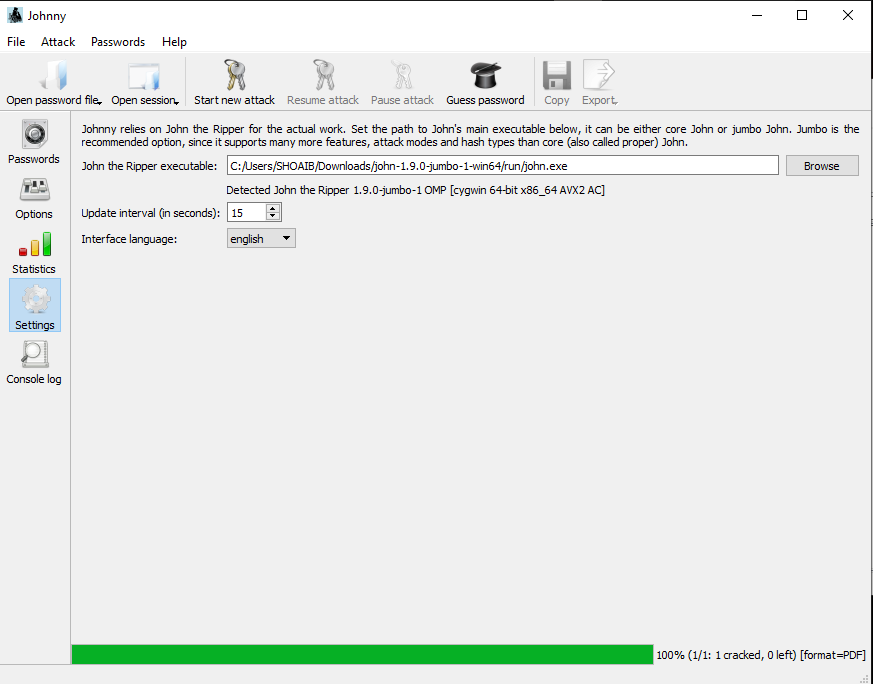 Johnny
File Attack Passwords Help
Open password file Open session Start new attack Resume attack Pause attack Guess password Copy Export
Johnny relies on John the Ripper for the actual work. Set the path to John's main executable below, it can be either core John or jumbo John. Jumbo is the
recommended option, since it supports many more features, attack modes and hash types than core (also called proper) John.
Passwords
John the Ripper executable: C:/Users/SHOAIB/Downloads/john-1.9.0-jumbo-1-win64/run/john.exe Browse
Detected John the Ripper 1.9.0-jumbo-1 OMP [cygwin 64-bit x86_64 AVX2 AC]
Options
Update interval (in seconds): 15
Interface language: english
Statistics
Settings
Console log
100% (1/1: 1 cracked, 0 left) [format=PDF]